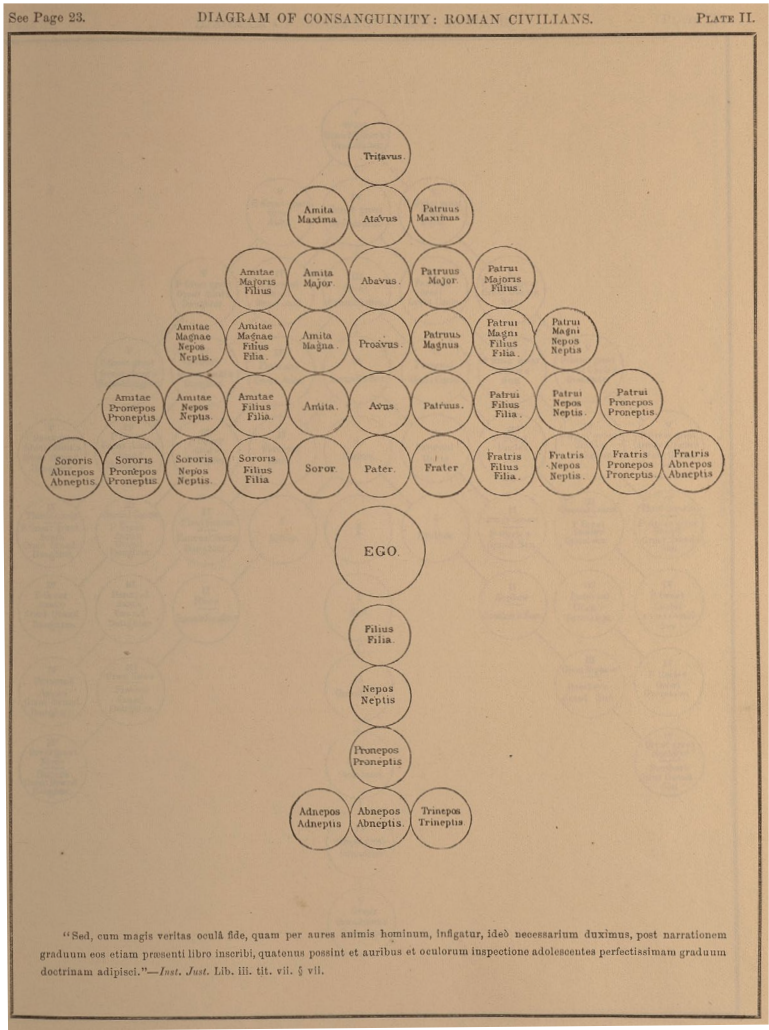 See Page 23. DIAGRAM OF CONSANGUINITY: ROMAN CIVILIANS. PLATE II.
Tritavus.
Amita
Maxima
Atavus
Patruus
Maximus
Amitae
Majoris
Filius
Amita
Major.
Abavus.
Patruus
Major.
Patrui
Majoris
Filius.
Amitae
Magnae
Nepos
Neptis.
Amitae
Magnae
Filius
Filia.
Amita
Magna.
Proavus.
Patruus
Magnus
Patrui
Magni
Filius
Filia.
Patrui
Magni
Nepos
Neptis
Amitae
Pronepos
Proneptis.
Amitae
Nepos
Neptis.
Amitae
Filius
Filia.
Amita.
Avus
Patruus.
Patrui
Filius
Filia.
Patrui
Nepos
Neptis.
Patrui
Pronepos
Proneptis.
Sororis
Abnepos
Abneptis
Sororis
Pronepos
Proneptis.
Sororis
Nepos
Neptis.
Sororis
Filius
Filia
Soror.
Pater.
Frater
Fratris
Filius
Filia.
Fratris
Nepos
Neptis.
Fratris
Pronepos
Proneptis.
Fratris
Abnepos
Abneptis
EGO.
Filius
Filia.
Nepos
Neptis
Pronepos
Proneptis
Adnepos
Adneptis
Abnepos
Abneptis.
Trinepos
Trineptis.
"Sed, cum magis veritas oculâ fide, quam per aures animis hominum, infigatur, ideò necessarium duximus, post narrationem
graduum eos etiam præsenti libro inscribi, quatenus possint et auribus et oculorum inspectione adolescentes perfectissimam graduum
doctrinam adipisci."—Inst. Just. Lib. iii. tit. vii. § vii.